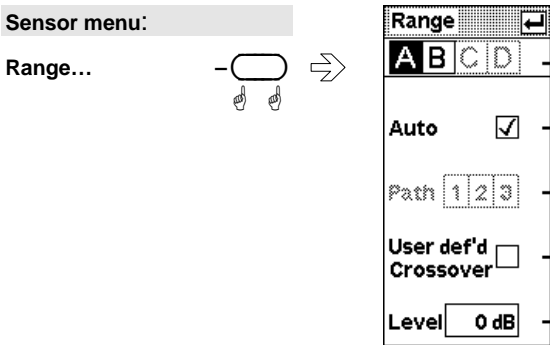 Sensor menu:
Range...
Range
A B C D
Auto
Path 1 2 3
User def'd
Crossover
Level 0 dB